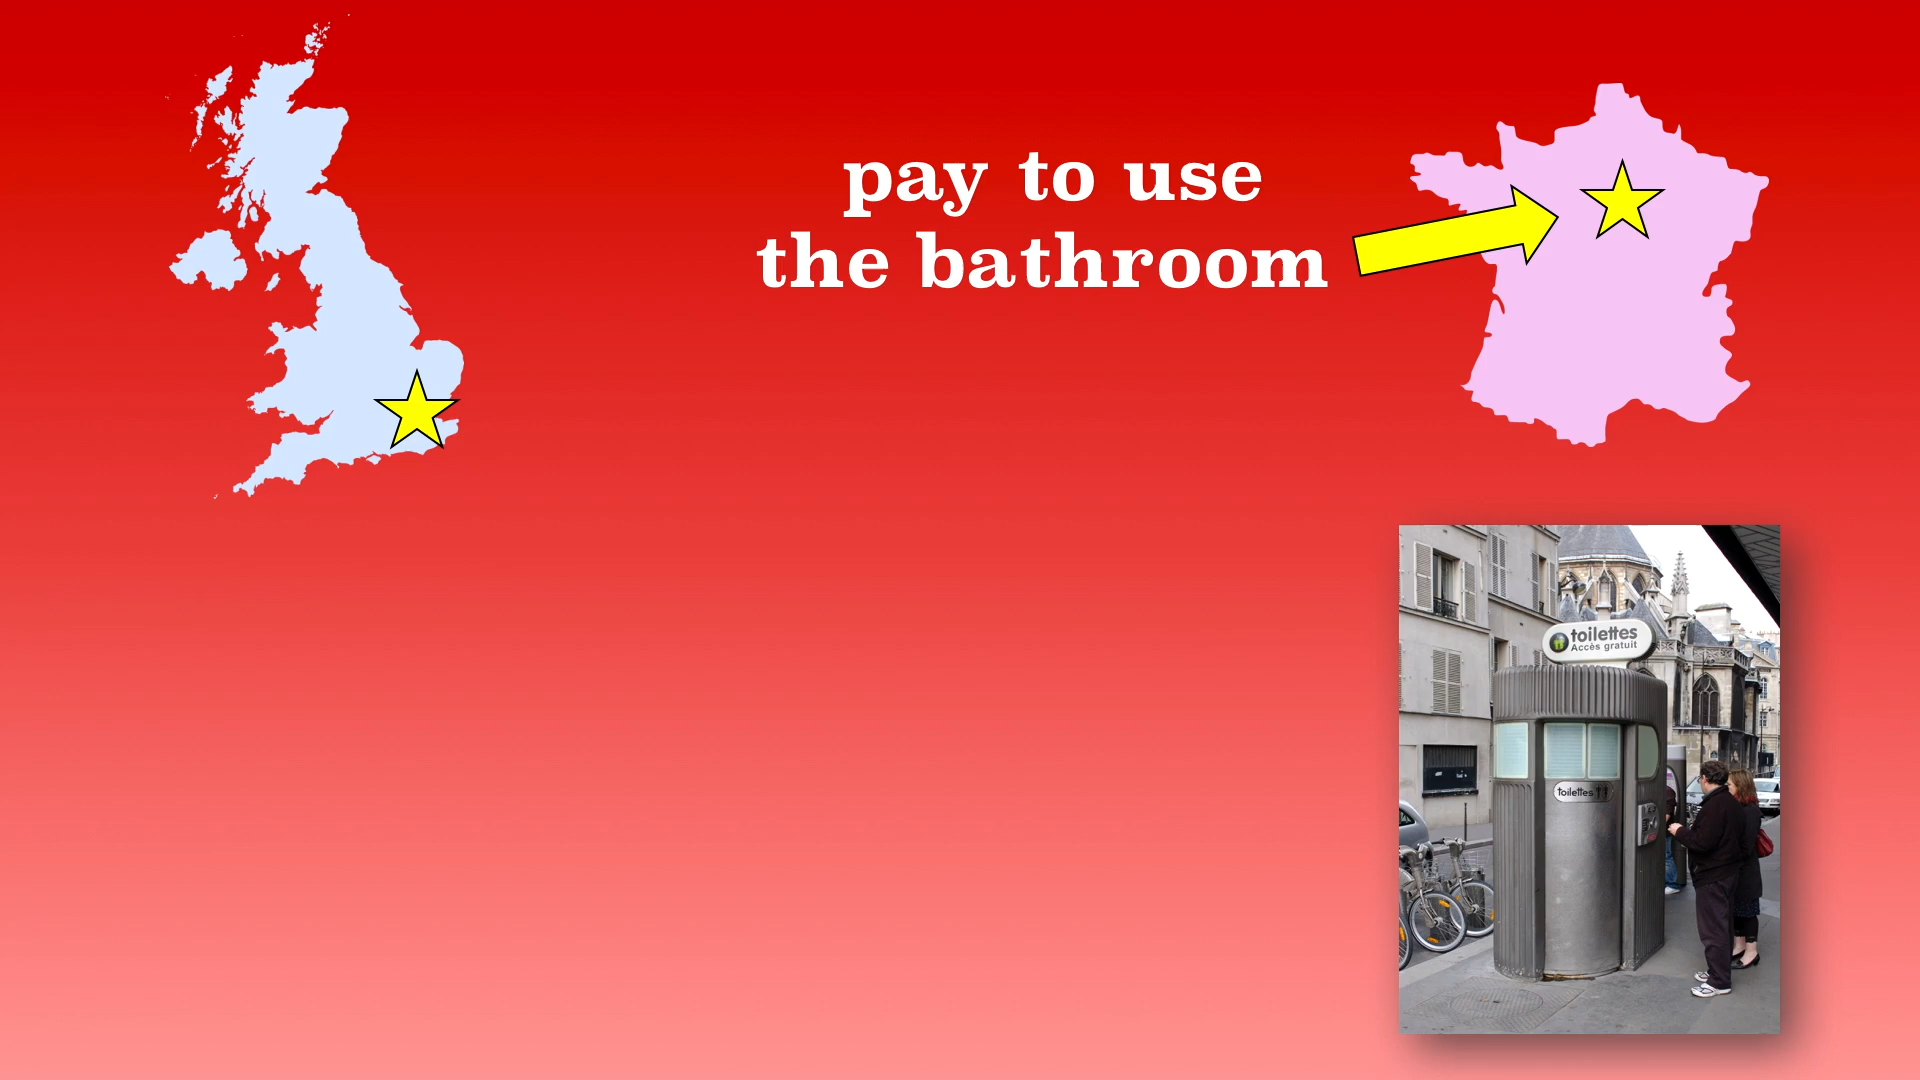 pay to use
the bathroom
toilettes
Accès gratuit
toilettes